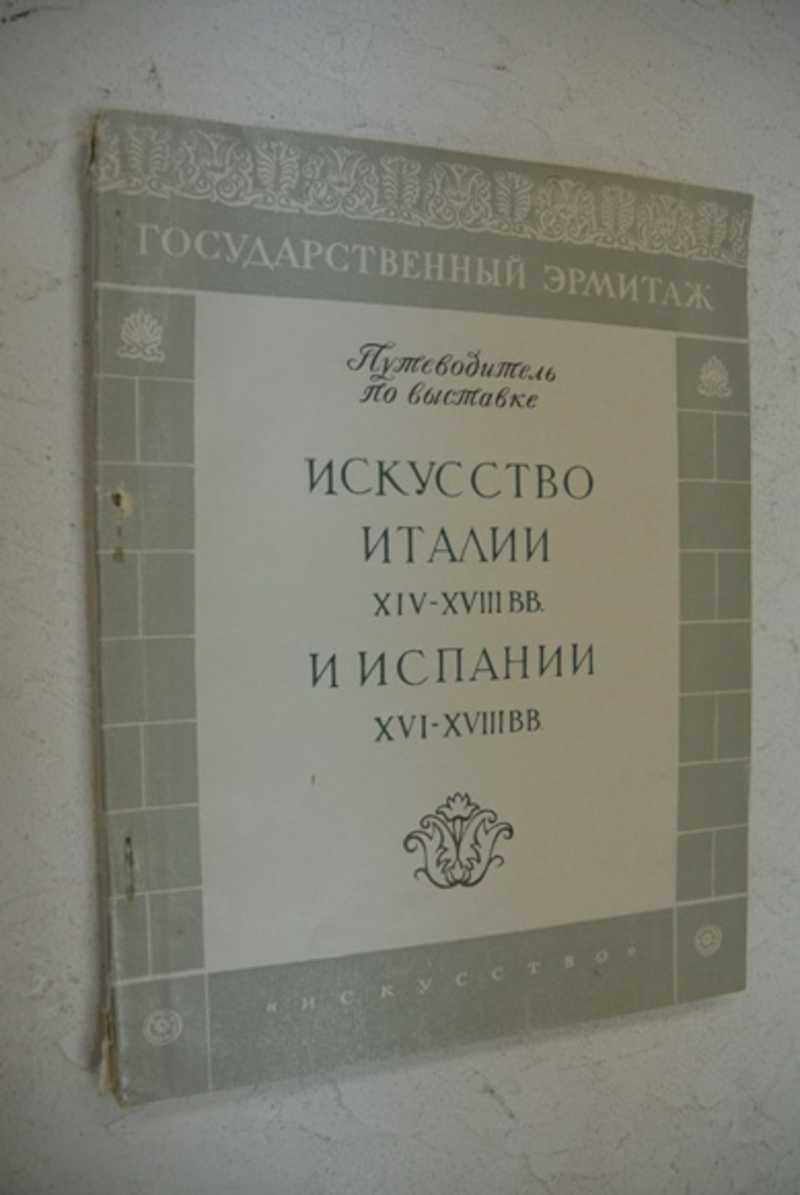 ГОСУДАРСТВЕННЫЙ ЭРМИТАЖ
Путеводитель
по выставке
ИСКУССТВО
ИТАЛИИ
XIV-XVIII ВВ.
И ИСПАНИИ
XVI-XVIII ВВ.
«ИСКУССТВО»